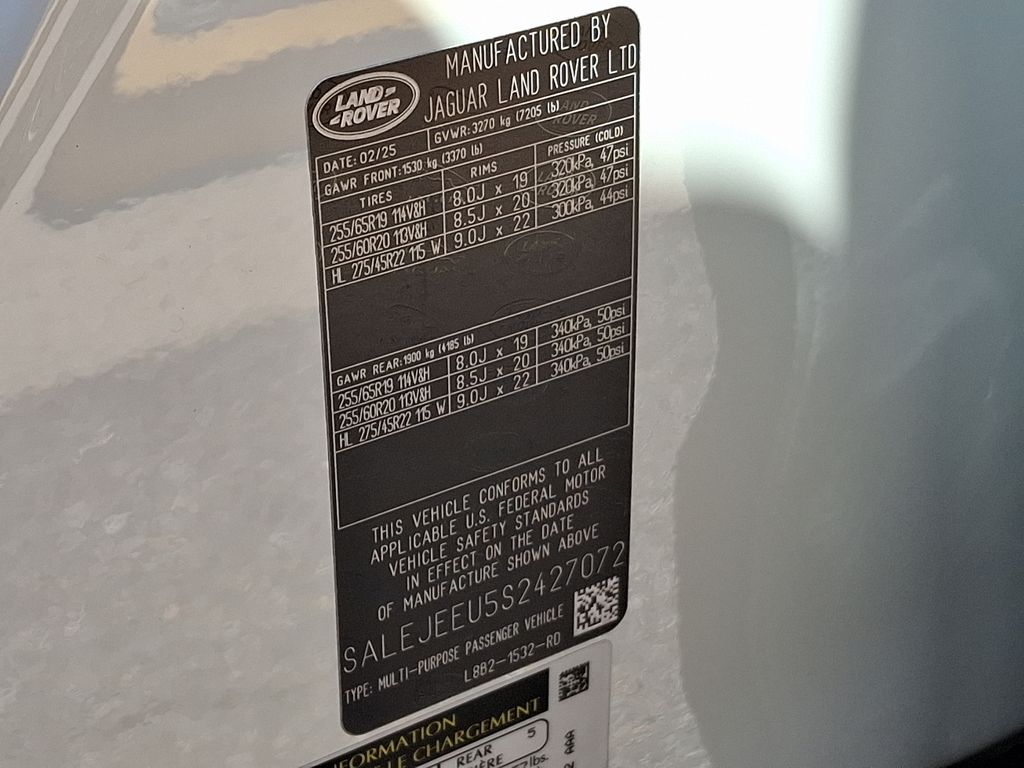 MANUFACTURED BY
LAND-
-ROVER
JAGUAR LAND ROVER LTD
DATE: 02/25 GVWR: 3270 kg (7205 lb)
GAWR FRONT: 1530 kg (3370 lb)
TIRES RIMS PRESSURE (COLD)
255/65R19 114V&H 8.0J x 19 320kPa, 47psi
255/60R20 113V&H 8.5J x 20 320kPa, 47psi
HL 275/45R22 115 W 9.0J x 22 300kPa, 44psi
GAWR REAR: 1900 kg (4185 lb)
255/65R19 114V&H 8.0J x 19 340kPa, 50psi
255/60R20 113V&H 8.5J x 20 340kPa, 50psi
HL 275/45R22 115 W 9.0J x 22 340kPa, 50psi
THIS VEHICLE CONFORMS TO ALL
APPLICABLE U.S. FEDERAL MOTOR
VEHICLE SAFETY STANDARDS
IN EFFECT ON THE DATE
OF MANUFACTURE SHOWN ABOVE
SALEJEEU5S2427072
TYPE: MULTI-PURPOSE PASSENGER VEHICLE
L8B2-1532-RD
CHARGEMENT
REAR 5
lbs.
AAA